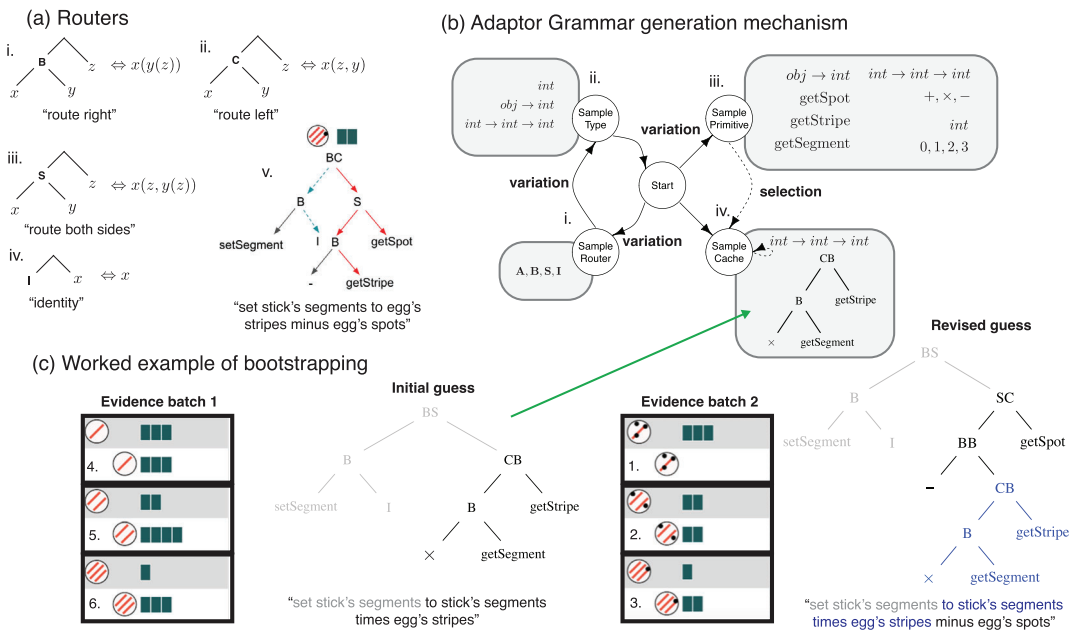 (a) Routers
i.
B
x
y
z
⇔ x(y(z))
“route right”
ii.
C
x
y
z
⇔ x(z, y)
“route left”
iii.
S
x
y
z
⇔ x(z, y(z))
“route both sides”
iv.
I
x
⇔ x
“identity”
v.
BC
B
S
setSegment
I
B
getSpot
-
getStripe
“set stick's segments to egg's
stripes minus egg's spots”
(b) Adaptor Grammar generation mechanism
int
obj → int
int → int → int
ii.
Sample
Type
iii.
Sample
Primitive
obj → int
int → int → int
getSpot
+, ×, −
getStripe
int
getSegment
0, 1, 2, 3
variation
variation
Start
selection
i.
Sample
Router
variation
A, B, S, I
iv.
Sample
Cache
int → int → int
CB
B
getStripe
×
getSegment
(c) Worked example of bootstrapping
Evidence batch 1
4.
5.
6.
Initial guess
BS
B
CB
setSegment
I
B
getStripe
×
getSegment
“set stick's segments to stick's segments
times egg's stripes”
Evidence batch 2
1.
2.
3.
Revised guess
BS
B
SC
setSegment
I
BB
getSpot
−
CB
B
getStripe
×
getSegment
“set stick's segments to stick's segments
times egg's stripes minus egg's spots”